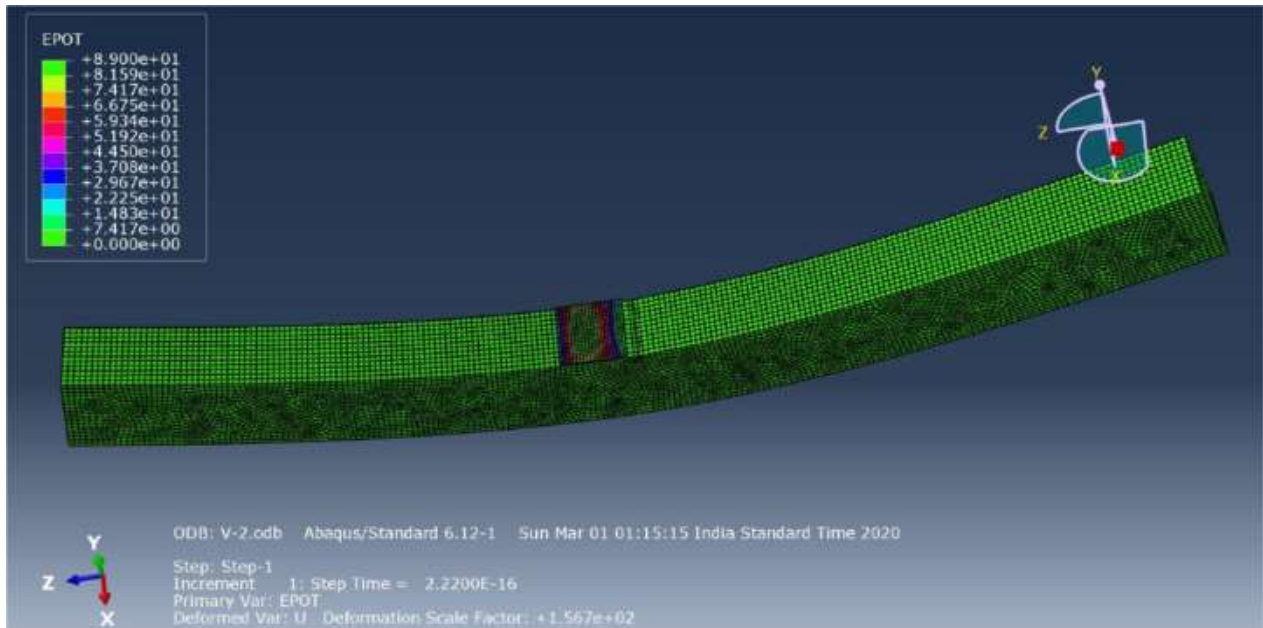 EPOT
+8.900e+01
+8.159e+01
+7.417e+01
+6.675e+01
+5.934e+01
+5.192e+01
+4.450e+01
+3.708e+01
+2.967e+01
+2.225e+01
+1.483e+01
+7.417e+00
+0.000e+00
Y
Z
X
ODB: V-2.odb Abaqus/Standard 6.12-1 Sun Mar 01 01:15:15 India Standard Time 2020
Step: Step-1
Increment 1: Step Time = 2.2200E-16
Primary Var: EPOT
Deformed Var: U Deformation Scale Factor: +1.567e+02
Y
Z
X